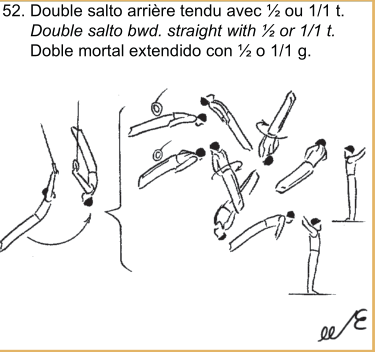 52. Double salto arrière tendu avec ½ ou 1/1 t.
Double salto bwd. straight with ½ or 1/1 t.
Doble mortal extendido con ½ o 1/1 g.